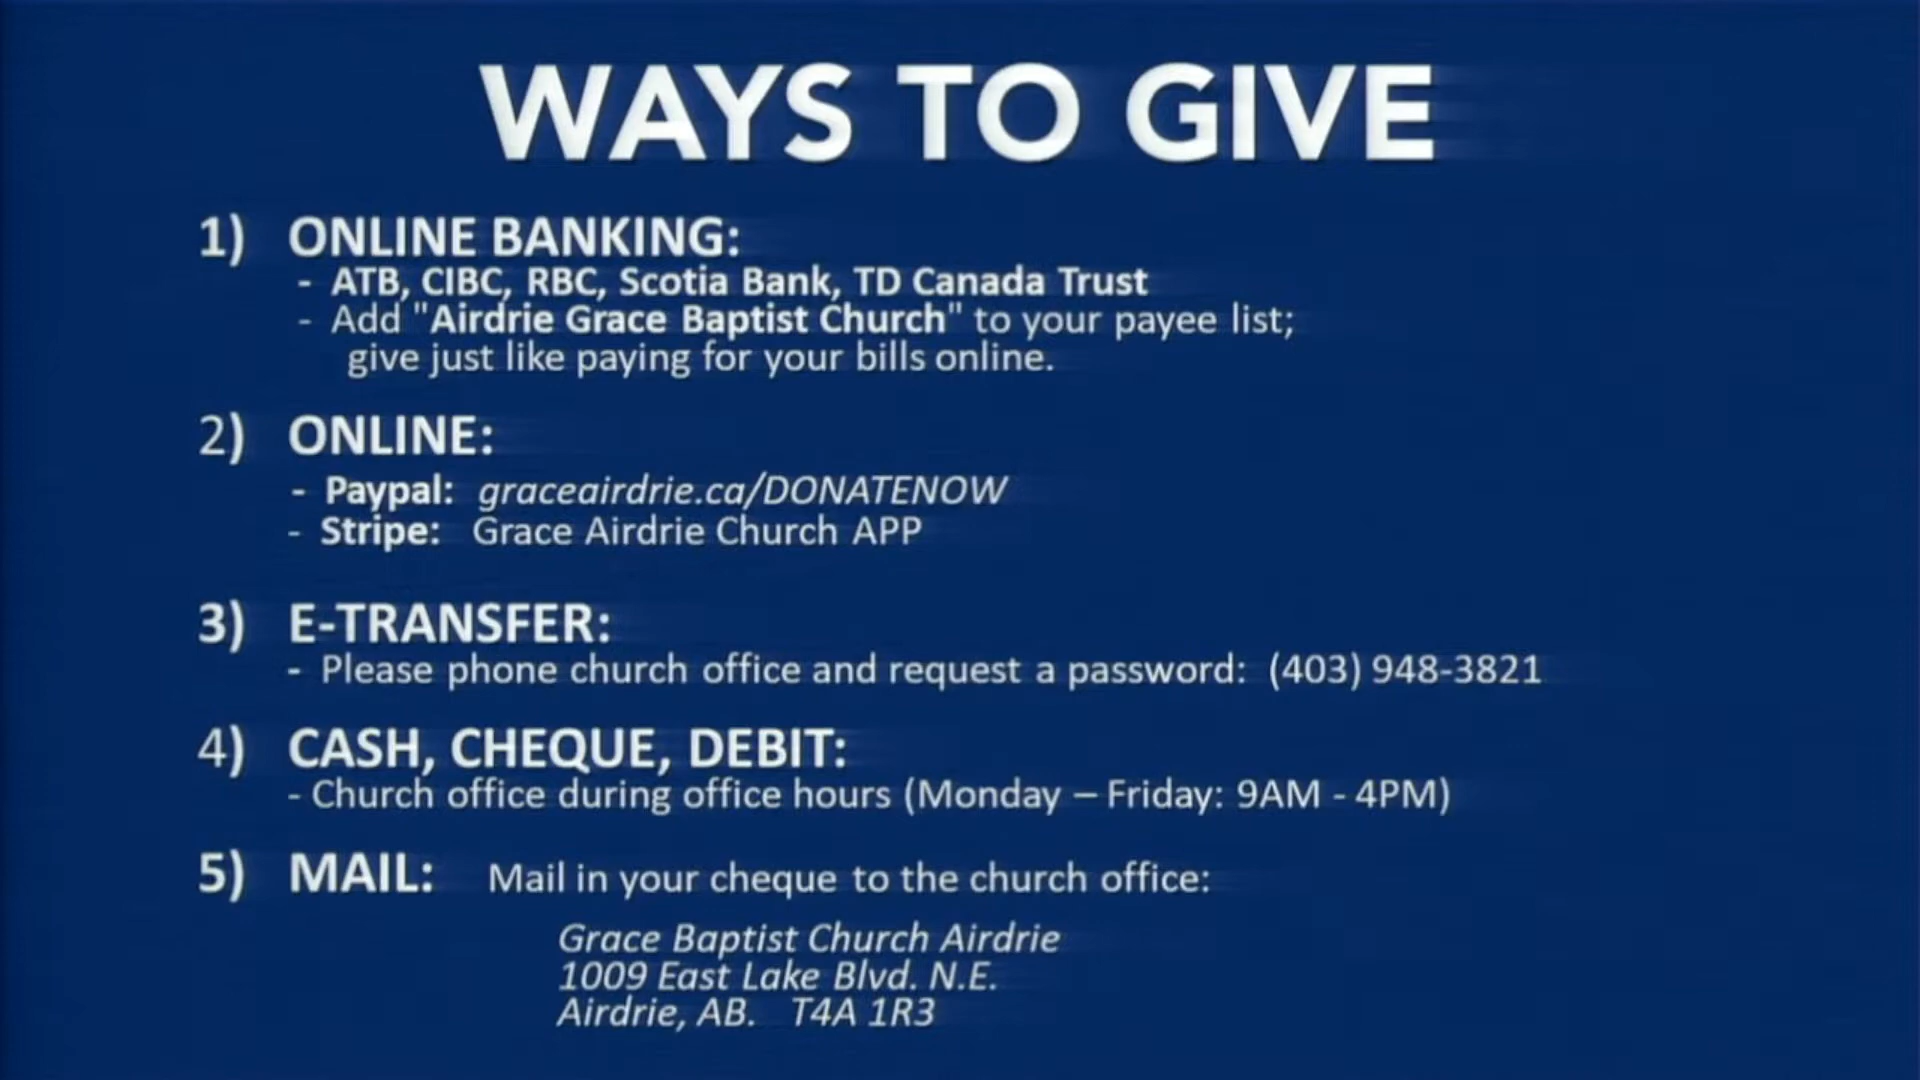 WAYS TO GIVE
1) ONLINE BANKING:
- ATB, CIBC, RBC, Scotia Bank, TD Canada Trust
- Add "Airdrie Grace Baptist Church" to your payee list;
give just like paying for your bills online.
2) ONLINE:
- Paypal: graceairdrie.ca/DONATENOW
- Stripe: Grace Airdrie Church APP
3) E-TRANSFER:
- Please phone church office and request a password: (403) 948-3821
4) CASH, CHEQUE, DEBIT:
- Church office during office hours (Monday – Friday: 9AM - 4PM)
5) MAIL: Mail in your cheque to the church office:
Grace Baptist Church Airdrie
1009 East Lake Blvd. N.E.
Airdrie, AB. T4A 1R3